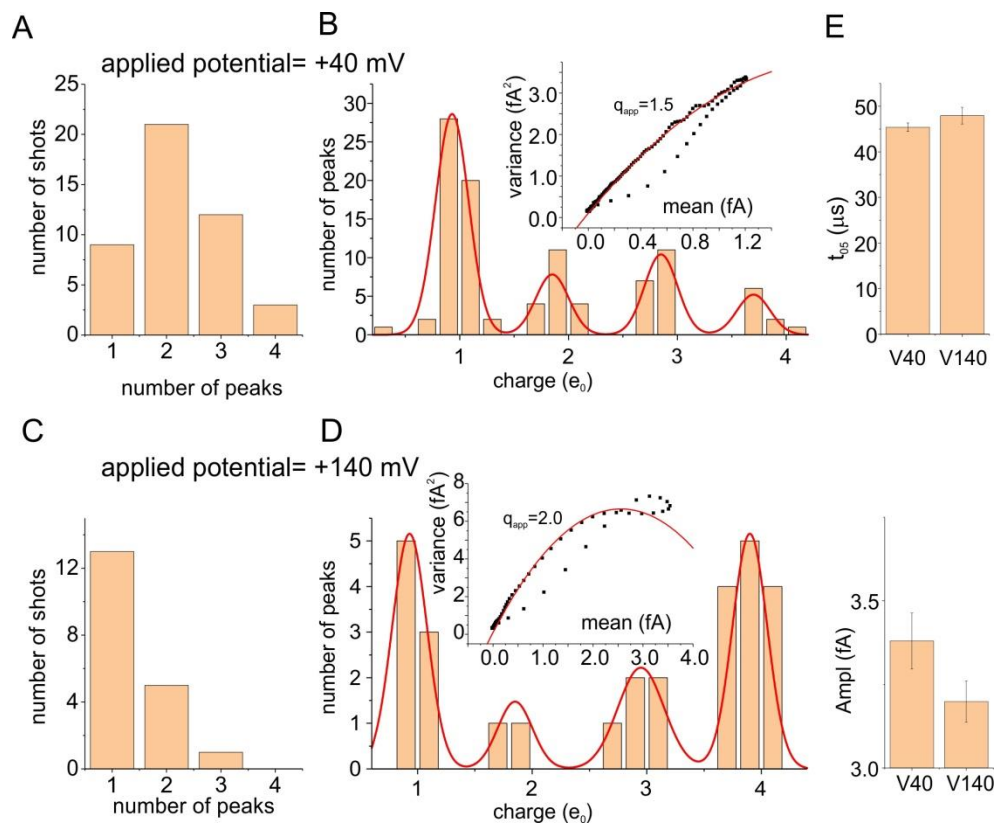 A
applied potential= +40 mV
number of shots
25
20
15
10
5
0
1 2 3 4
number of peaks
B
number of peaks
30
25
20
15
10
5
0
1 2 3 4
charge (e₀)
variance (fA²)
3.0
2.0
1.0
0.0
q_app=1.5
mean (fA)
0.0 0.4 0.8 1.2
E
t₀₅ (µs)
50
40
30
20
10
0
V40 V140
C
applied potential= +140 mV
number of shots
12
8
4
0
1 2 3 4
number of peaks
D
number of peaks
5
4
3
2
1
0
1 2 3 4
charge (e₀)
variance (fA²)
8
6
4
2
0
q_app=2.0
mean (fA)
0.0 1.0 2.0 3.0 4.0
Ampl (fA)
3.5
3.0
V40 V140